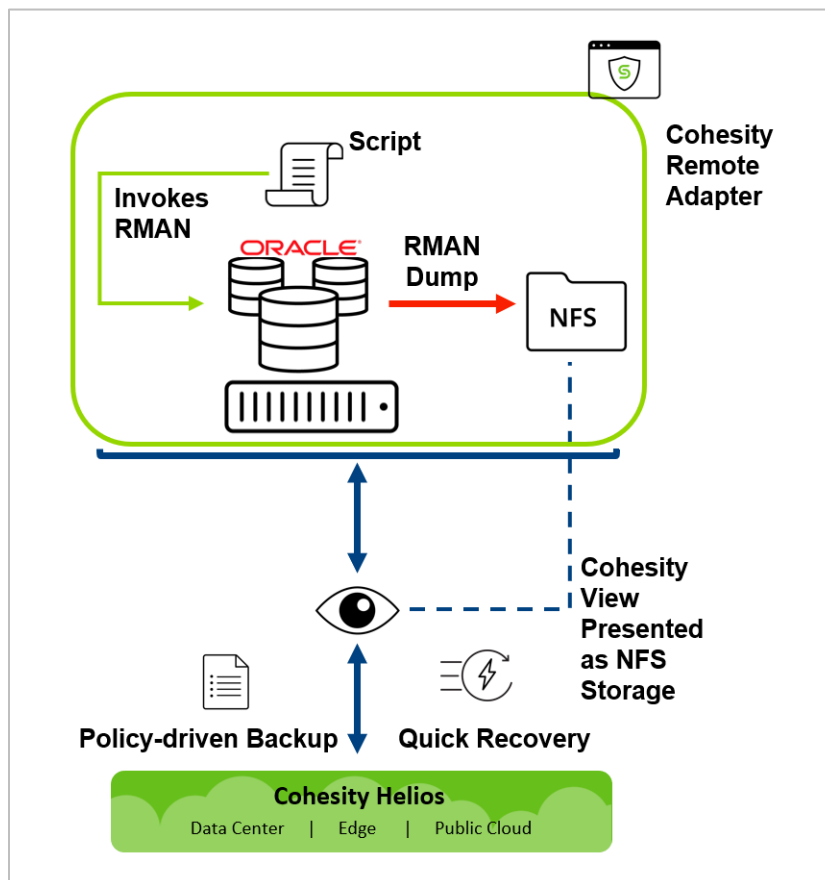 Script
Cohesity
Remote
Adapter
Invokes
RMAN
ORACLE
RMAN
Dump
NFS
Cohesity
View
Presented
as NFS
Storage
Policy-driven Backup
Quick Recovery
Cohesity Helios
Data Center | Edge | Public Cloud